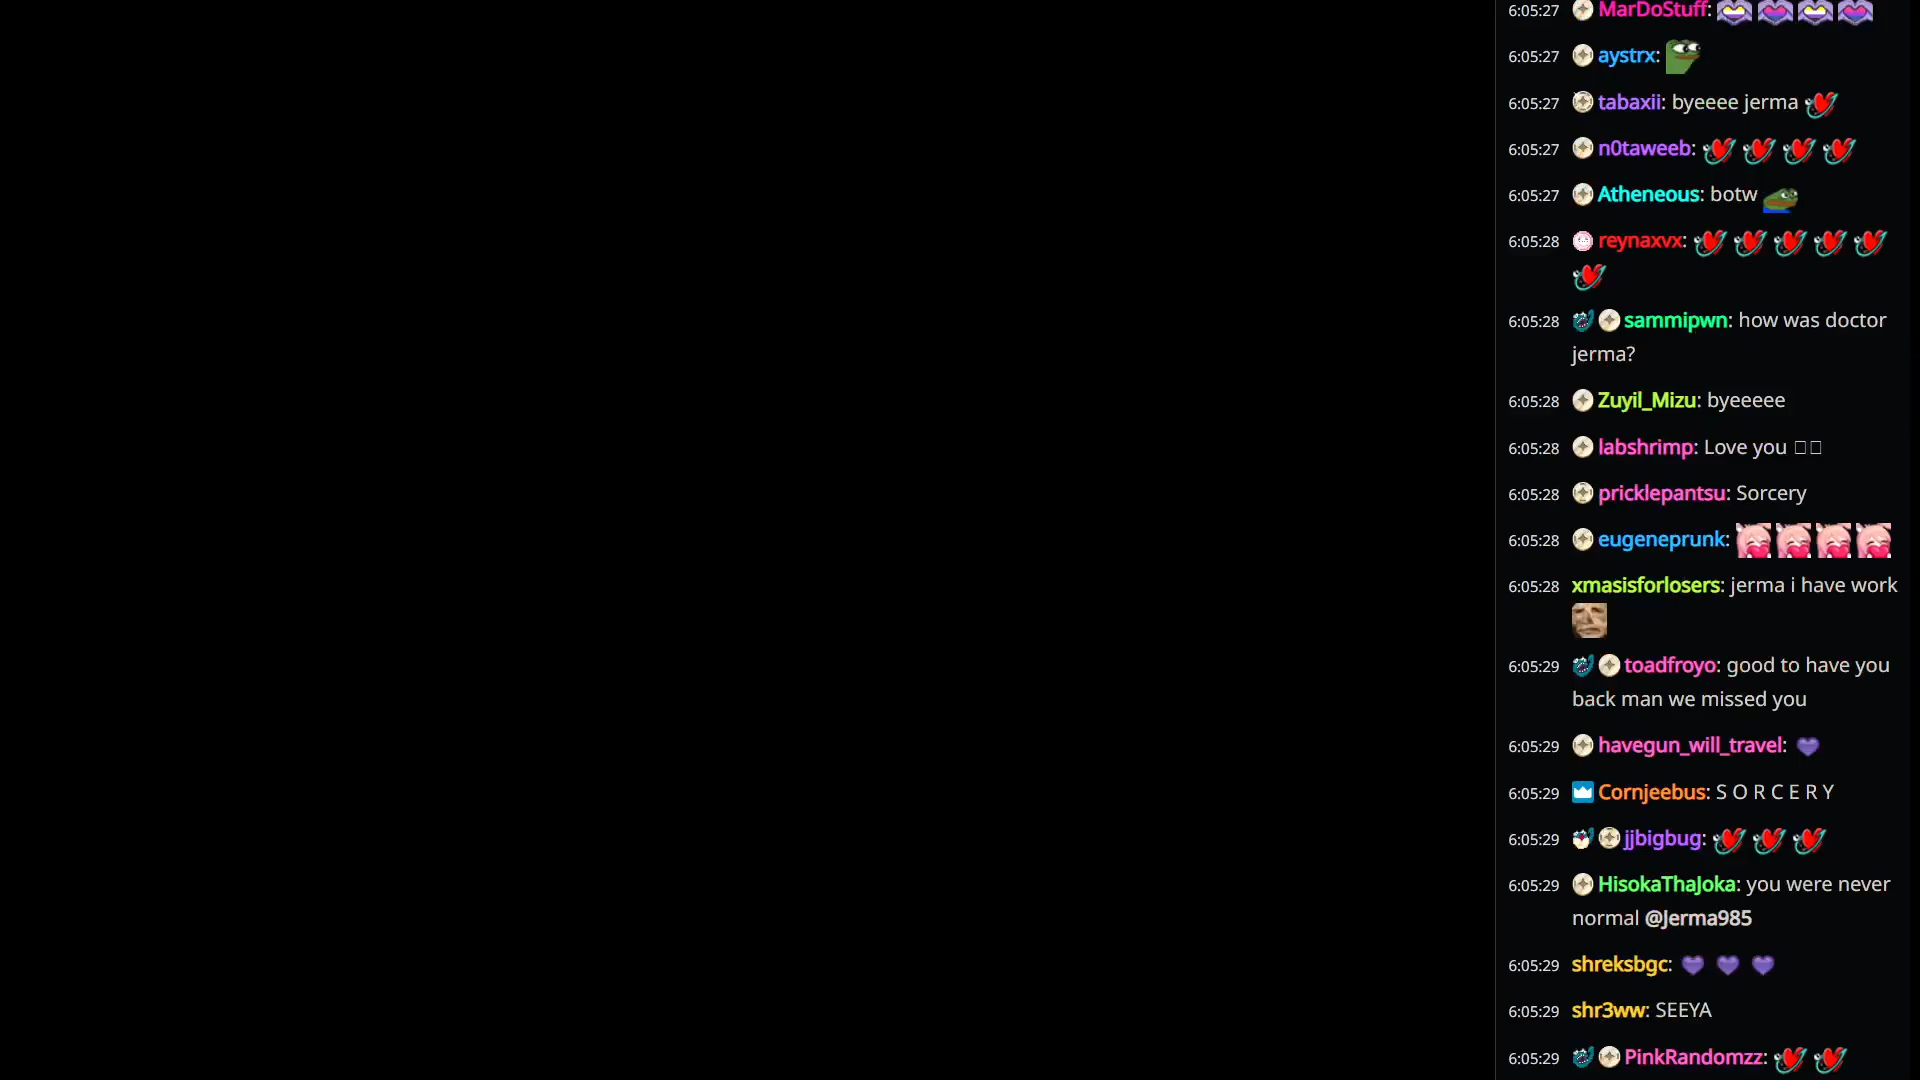 6:05:27 MarDoStuff:
6:05:27 aystrx:
6:05:27 tabaxii: byeeee jerma
6:05:27 n0taweeb:
6:05:27 Atheneous: botw
6:05:28 reynaxvx:
6:05:28 sammipwn: how was doctor
jerma?
6:05:28 Zuyil_Mizu: byeeeee
6:05:28 labshrimp: Love you
6:05:28 pricklepantsu: Sorcery
6:05:28 eugeneprunk:
6:05:28 xmasisforlosers: jerma i have work
6:05:29 toadfroyo: good to have you
back man we missed you
6:05:29 havegun_will_travel:
6:05:29 Cornjeebus: S O R C E R Y
6:05:29 jjbigbug:
6:05:29 HisokaThaJoka: you were never
normal @Jerma985
6:05:29 shreksbgc:
6:05:29 shr3ww: SEEYA
6:05:29 PinkRandomzz: